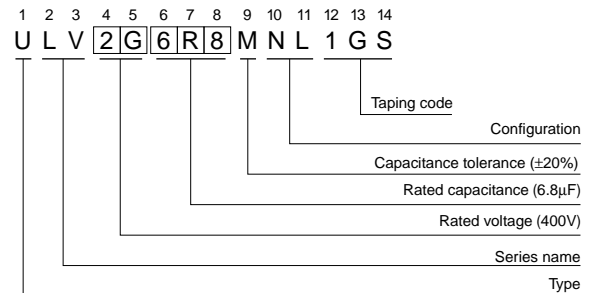 1 2 3 4 5 6 7 8 9 10 11 12 13 14
U L V 2 G 6 R 8 M N L 1 G S
Taping code
Configuration
Capacitance tolerance (±20%)
Rated capacitance (6.8µF)
Rated voltage (400V)
Series name
Type